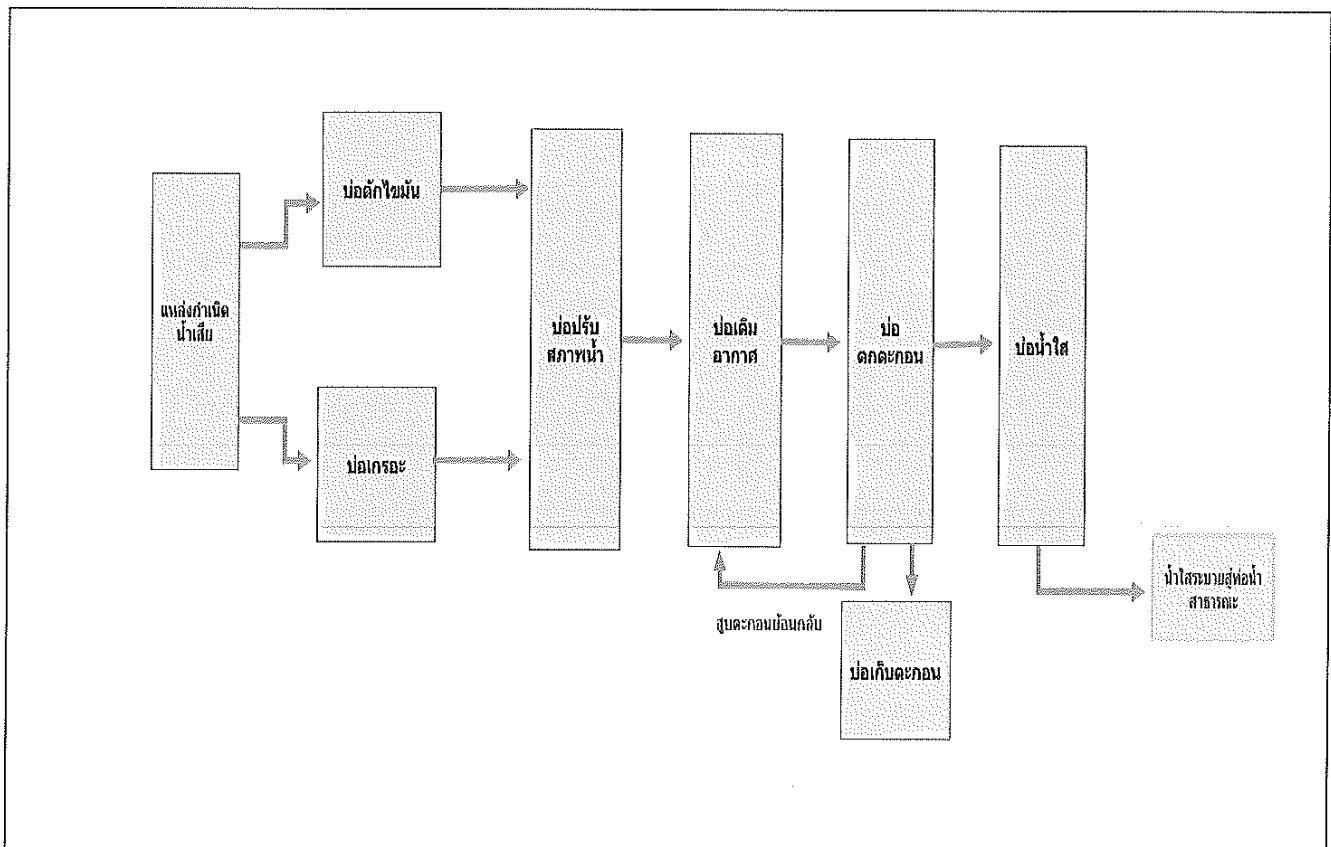 บ่อดักไขมัน
แหล่งกำเนิด
น้ำเสีย
บ่อเกรอะ
บ่อปรับ
สภาพน้ำ
บ่อเติม
อากาศ
บ่อ
ตกตะกอน
บ่อน้ำใส
สูบตะกอนย้อนกลับ
บ่อเก็บตะกอน
น้ำใสระบายสู่ท่อน้ำ
สาธารณะ